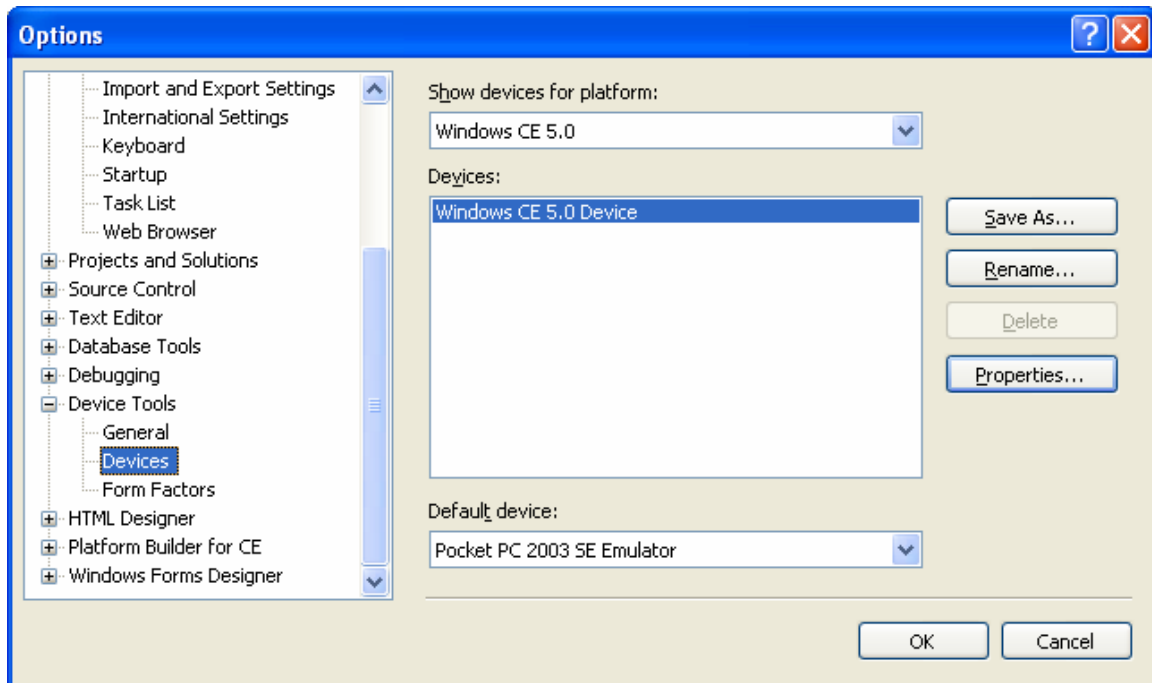 Options
Import and Export Settings
International Settings
Keyboard
Startup
Task List
Web Browser
Projects and Solutions
Source Control
Text Editor
Database Tools
Debugging
Device Tools
General
Devices
Form Factors
HTML Designer
Platform Builder for CE
Windows Forms Designer
Show devices for platform:
Windows CE 5.0
Devices:
Windows CE 5.0 Device
Save As...
Rename...
Delete
Properties...
Default device:
Pocket PC 2003 SE Emulator
OK
Cancel